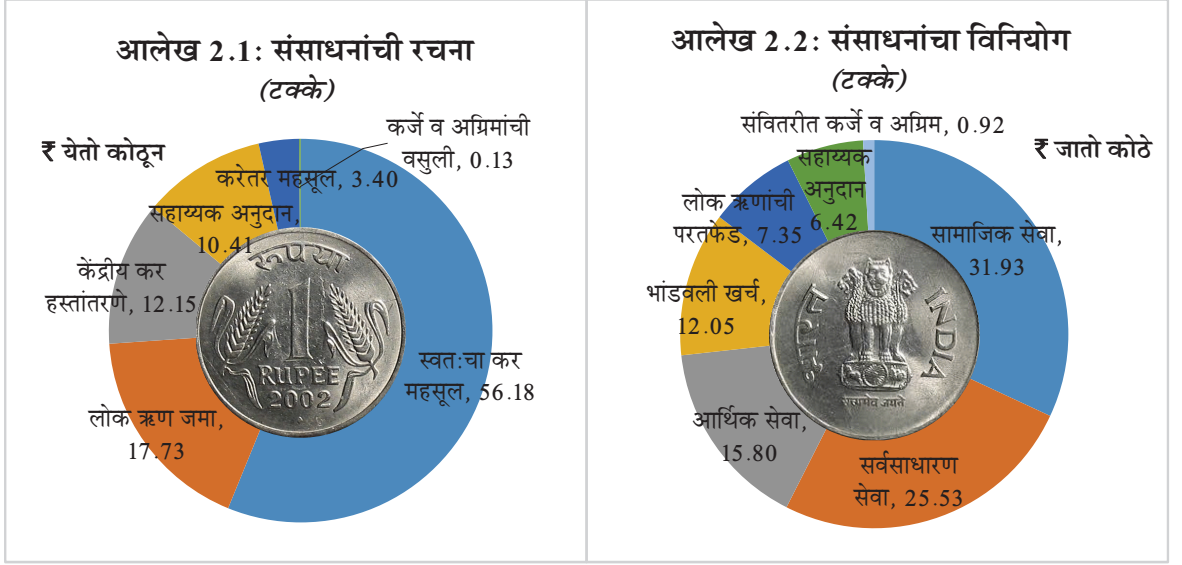 आलेख 2.1: संसाधनांची रचना
(टक्के)
₹ येतो कोठून
कर्जे व अग्रिमांची
वसुली, 0.13
करेतर महसूल, 3.40
सहाय्यक अनुदान,
10.41
केंद्रीय कर
हस्तांतरणे, 12.15
लोक ऋण जमा,
17.73
स्वत:चा कर
महसूल, 56.18
रूपया
1
RUPEE
2002
आलेख 2.2: संसाधनांचा विनियोग
(टक्के)
₹ जातो कोठे
संवितरीत कर्जे व अग्रिम, 0.92
सहाय्यक
अनुदान
6.42
लोक ऋणांची
परतफेड, 7.35
भांडवली खर्च,
12.05
आर्थिक सेवा,
15.80
सर्वसाधारण
सेवा, 25.53
सामाजिक सेवा,
31.93
भारत
INDIA
सत्यमेव जयते